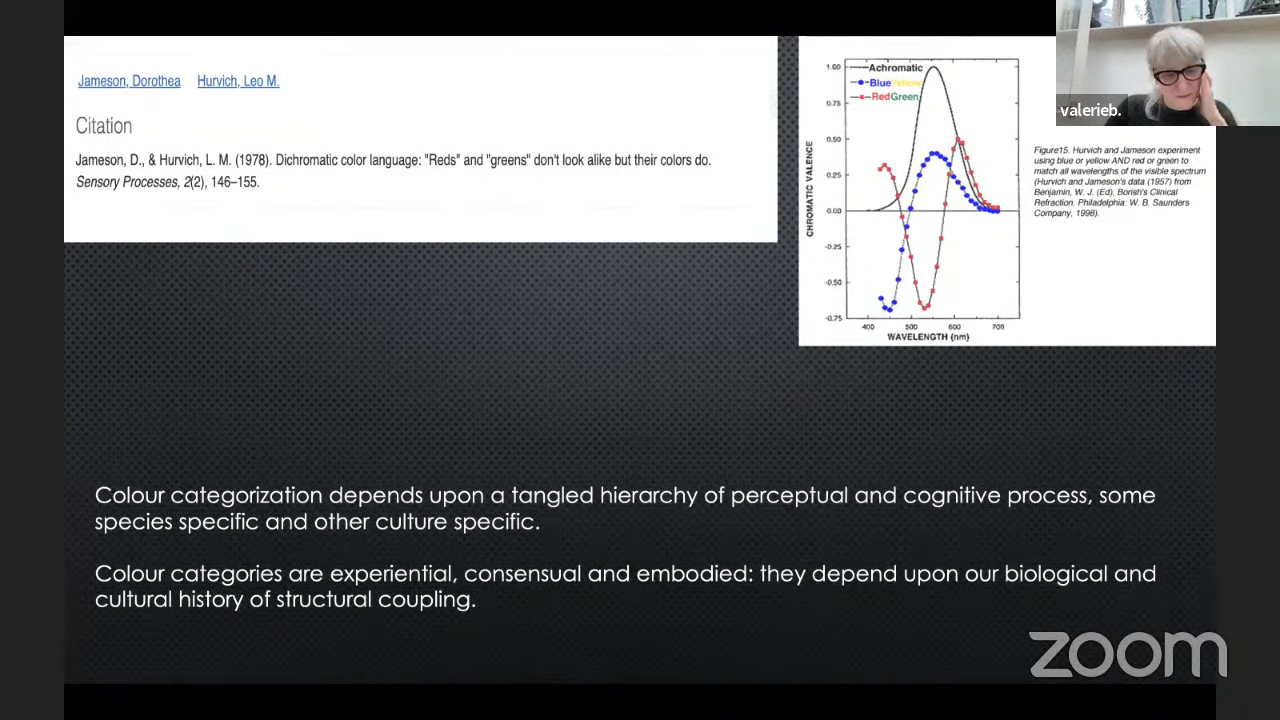 Jameson, Dorothea Hurvich, Leo M.
Citation
Jameson, D., & Hurvich, L. M. (1978). Dichromatic color language: "Reds" and "greens" don't look alike but their colors do.
Sensory Processes, 2(2), 146–155.
Achromatic
BlueYellow
RedGreen
1.00
0.75
0.50
0.25
0.00
-0.25
-0.50
-0.75
CHROMATIC VALENCE
400 500 600 700
WAVELENGTH (nm)
valerieb.
Figure15. Hurvich and Jameson experiment
using blue or yellow AND red or green to
match all wavelengths of the visible spectrum
(Hurvich and Jameson's data (1957) from
Benjamin, W. J. (Ed), Borish's Clinical
Refraction. Philadelphia: W. B. Saunders
Company, 1998).
Colour categorization depends upon a tangled hierarchy of perceptual and cognitive process, some
species specific and other culture specific.
Colour categories are experiential, consensual and embodied: they depend upon our biological and
cultural history of structural coupling.
zoom